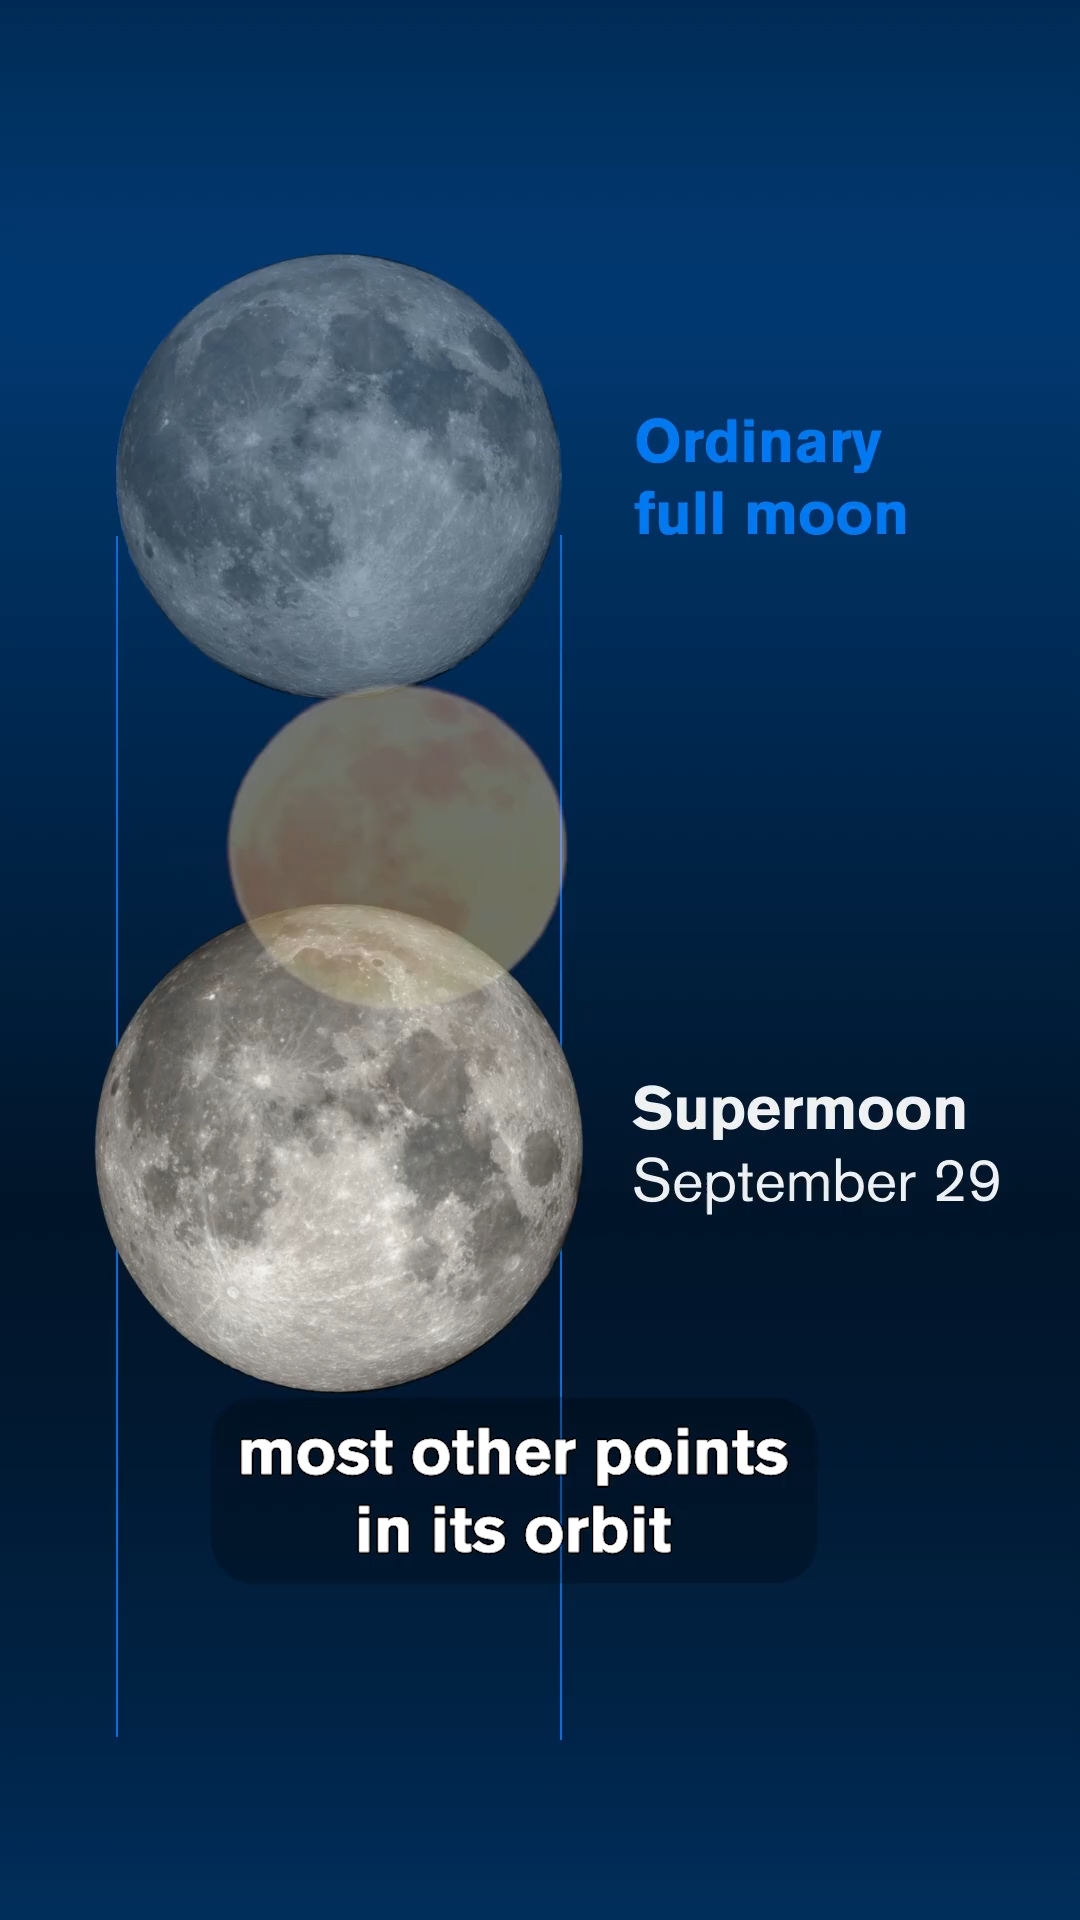 Ordinary
full moon
Supermoon
September 29
most other points
in its orbit